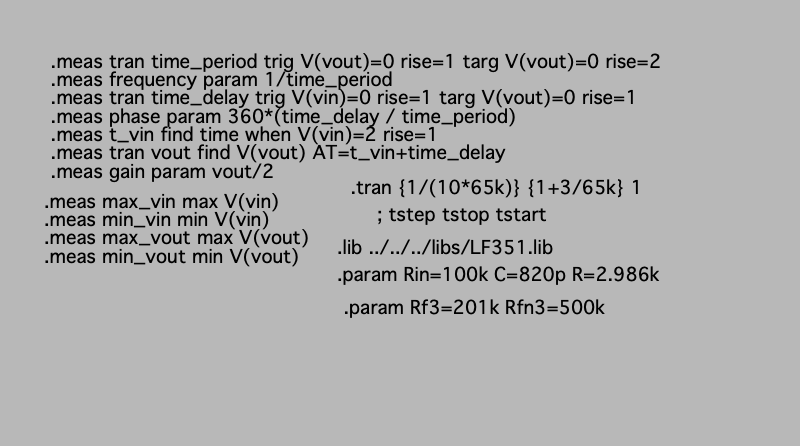 .meas tran time_period trig V(vout)=0 rise=1 targ V(vout)=0 rise=2
.meas frequency param 1/time_period
.meas tran time_delay trig V(vin)=0 rise=1 targ V(vout)=0 rise=1
.meas phase param 360*(time_delay / time_period)
.meas t_vin find time when V(vin)=2 rise=1
.meas tran vout find V(vout) AT=t_vin+time_delay
.meas gain param vout/2
.meas max_vin max V(vin)
.meas min_vin min V(vin)
.meas max_vout max V(vout)
.meas min_vout min V(vout)
.tran {1/(10*65k)} {1+3/65k} 1
; tstep tstop tstart
.lib ../../../libs/LF351.lib
.param Rin=100k C=820p R=2.986k
.param Rf3=201k Rfn3=500k